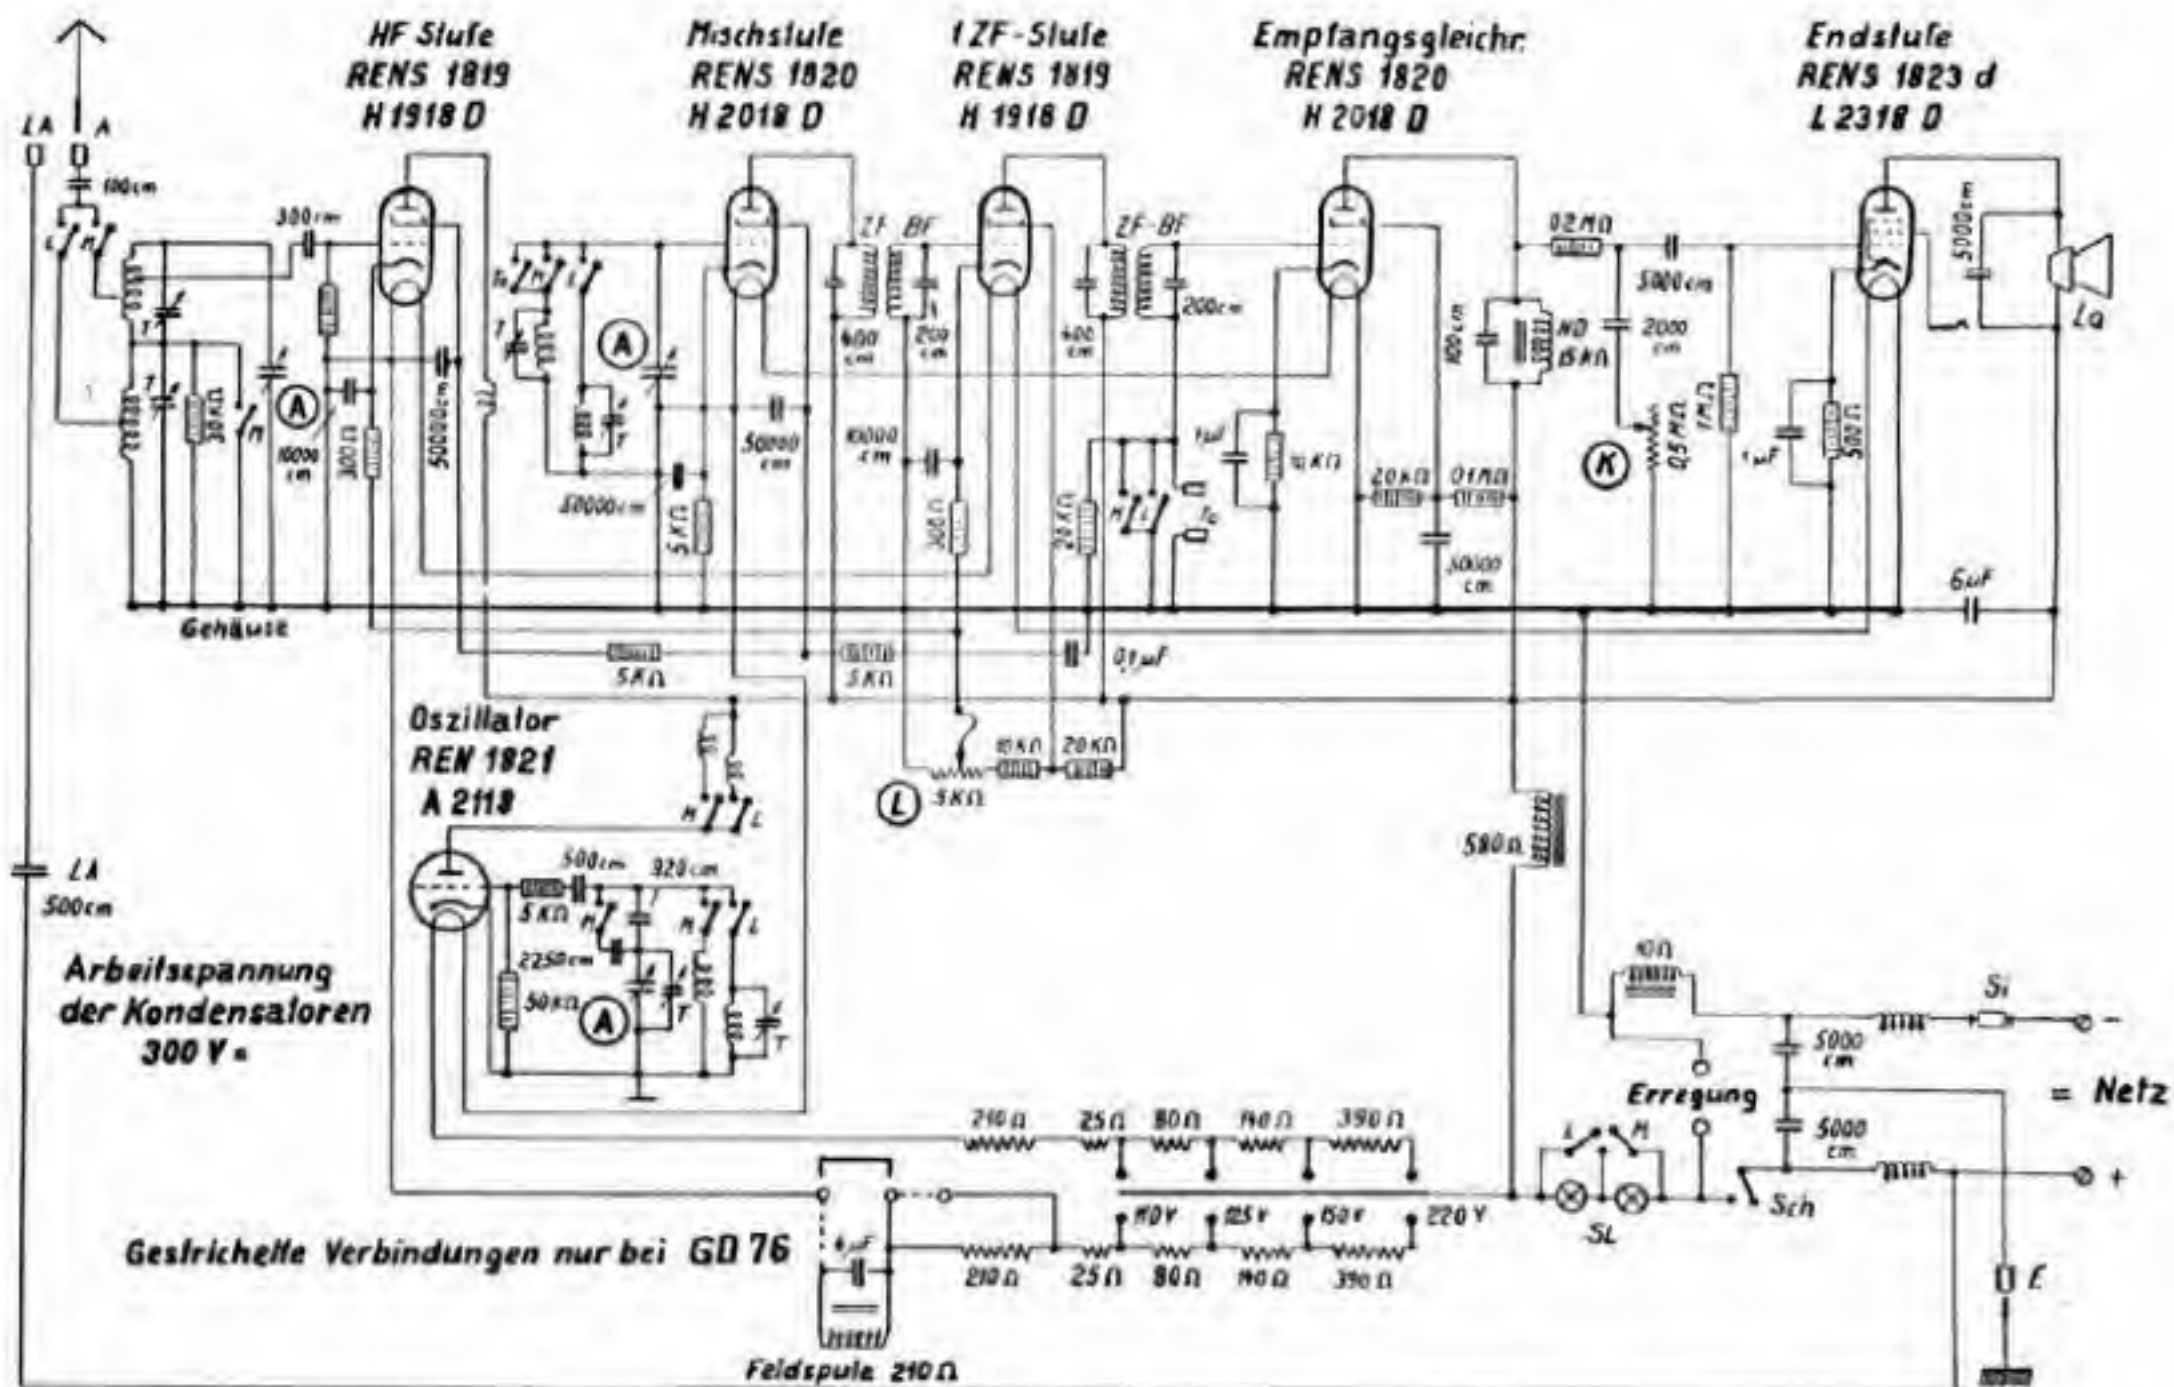 HF Stufe
RENS 1819
H 1918 D
Mischstufe
RENS 1820
H 2018 D
1 ZF-Stufe
RENS 1819
H 1918 D
Empfangsgleichr.
RENS 1820
H 2018 D
Endstufe
RENS 1823 d
L 2318 D
LA
A
100cm
L
M
300cm
T
T
30KΩ
M
A
10000
cm
300Ω
50000cm
Ta
M
L
T
A
T
50000cm
5KΩ
50000
cm
ZF-BF
400
cm
200
cm
10000
cm
300Ω
ZF-BF
400
cm
200cm
20KΩ
M
L
Ta
1µF
10KΩ
20KΩ
0,1MΩ
50000
cm
100cm
ND
15KΩ
0,2MΩ
5000cm
2000
cm
K
0,5MΩ
1MΩ
1µF
500Ω
5000cm
La
6µF
Gehäuse
5KΩ
5KΩ
0,1µF
Oszillator
REN 1821
A 2118
M
L
L
5KΩ
10KΩ
20KΩ
580Ω
LA
500cm
500cm
920cm
5KΩ
M
M
L
2250cm
50KΩ
A
T
T
Arbeitsspannung
der Kondensatoren
300 V =
10Ω
Si
-
5000
cm
Erregung
= Netz
5000
cm
+
L
M
SL
Sch
E
210Ω
25Ω
80Ω
140Ω
390Ω
110V
125V
150V
220V
210Ω
25Ω
80Ω
140Ω
390Ω
Gestrichelte Verbindungen nur bei GD 76
4µF
Feldspule 210Ω